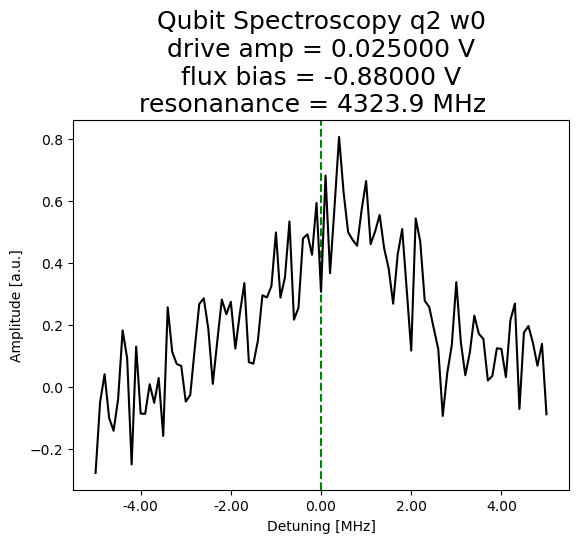 Qubit Spectroscopy q2 w0
drive amp = 0.025000 V
flux bias = -0.88000 V
resonanance = 4323.9 MHz
0.8
0.6
0.4
0.2
0.0
−0.2
Amplitude [a.u.]
-4.00 -2.00 0.00 2.00 4.00
Detuning [MHz]